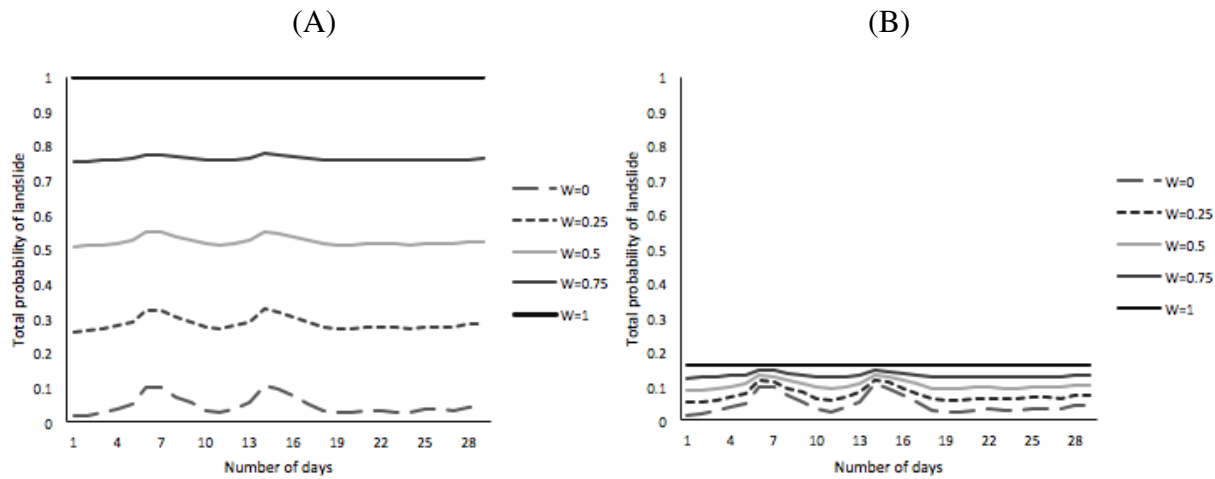 (A)
(B)
Total probability of landslide
1
0.9
0.8
0.7
0.6
0.5
0.4
0.3
0.2
0.1
0
1 4 7 10 13 16 19 22 25 28
Number of days
W=0
W=0.25
W=0.5
W=0.75
W=1
Total probability of landslide
1
0.9
0.8
0.7
0.6
0.5
0.4
0.3
0.2
0.1
0
1 4 7 10 13 16 19 22 25 28
Number of days
W=0
W=0.25
W=0.5
W=0.75
W=1